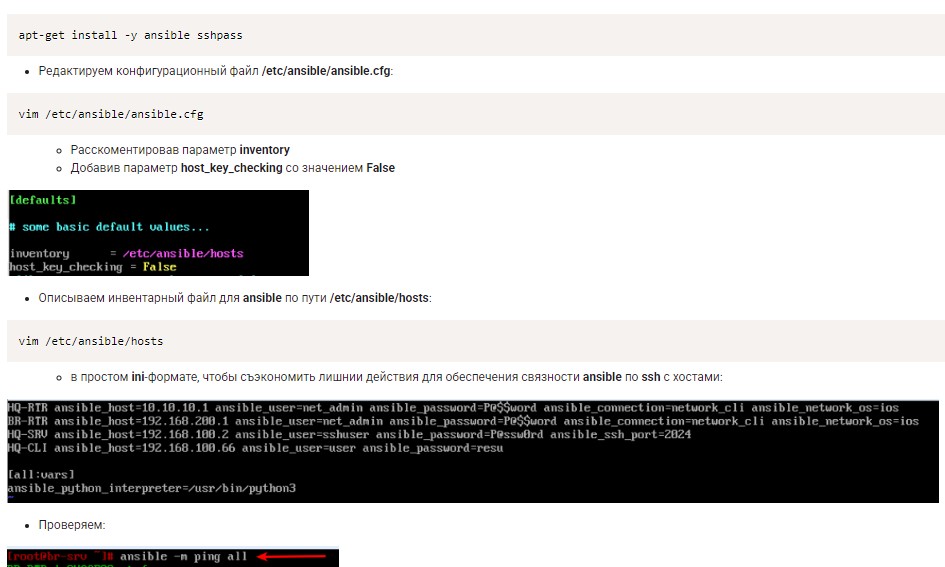 apt-get install -y ansible sshpass
Редактируем конфигурационный файл /etc/ansible/ansible.cfg:
vim /etc/ansible/ansible.cfg
Расскоментировав параметр inventory
Добавив параметр host_key_checking со значением False
[defaults]
# some basic default values...
inventory = /etc/ansible/hosts
host_key_checking = False
Описываем инвентарный файл для ansible по пути /etc/ansible/hosts:
vim /etc/ansible/hosts
в простом ini-формате, чтобы съэкономить лишнии действия для обеспечения связности ansible по ssh с хостами:
HQ-RTR ansible_host=10.10.10.1 ansible_user=net_admin ansible_password=P@$$word ansible_connection=network_cli ansible_network_os=ios
BR-RTR ansible_host=192.168.200.1 ansible_user=net_admin ansible_password=P@$$word ansible_connection=network_cli ansible_network_os=ios
HQ-SRV ansible_host=192.168.100.2 ansible_user=sshuser ansible_password=P@ssw0rd ansible_ssh_port=2024
HQ-CLI ansible_host=192.168.100.66 ansible_user=user ansible_password=resu
[all:vars]
ansible_python_interpreter=/usr/bin/python3
Проверяем:
[root@br-srv ~]# ansible -m ping all